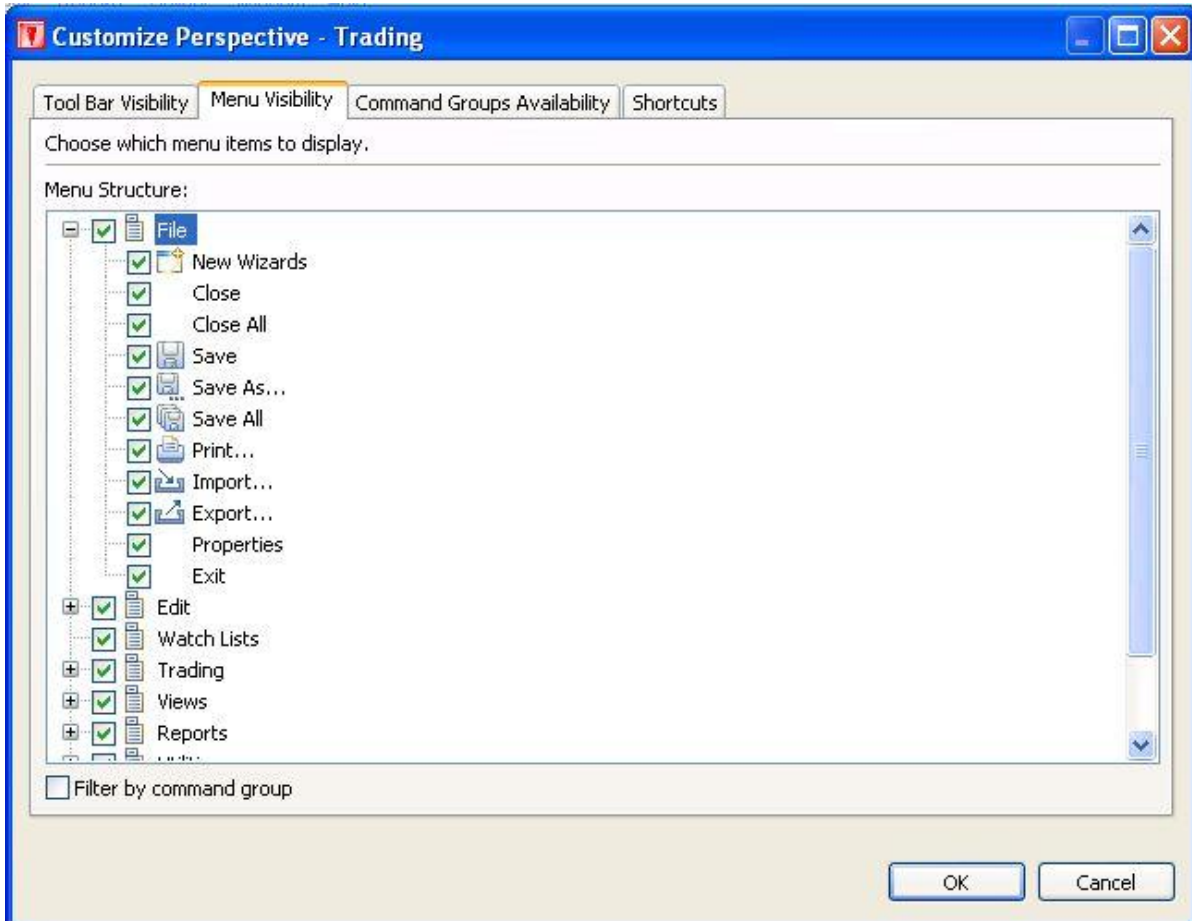 Customize Perspective - Trading
Tool Bar Visibility Menu Visibility Command Groups Availability Shortcuts
Choose which menu items to display.
Menu Structure:
File
New Wizards
Close
Close All
Save
Save As...
Save All
Print...
Import...
Export...
Properties
Exit
Edit
Watch Lists
Trading
Views
Reports
Filter by command group
OK Cancel